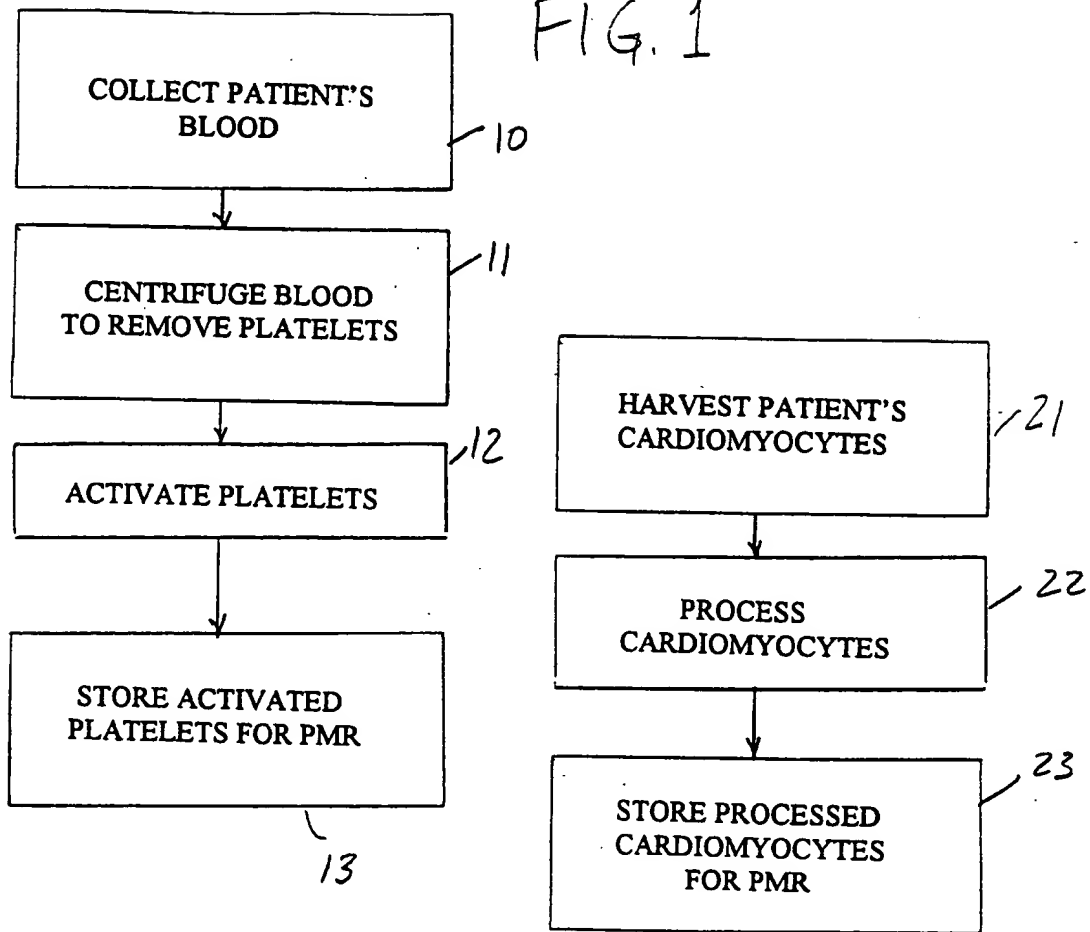 FIG. 1
COLLECT PATIENT'S
BLOOD
10
CENTRIFUGE BLOOD
TO REMOVE PLATELETS
11
ACTIVATE PLATELETS
12
STORE ACTIVATED
PLATELETS FOR PMR
13
HARVEST PATIENT'S
CARDIOMYOCYTES
21
PROCESS
CARDIOMYOCYTES
22
STORE PROCESSED
CARDIOMYOCYTES
FOR PMR
23